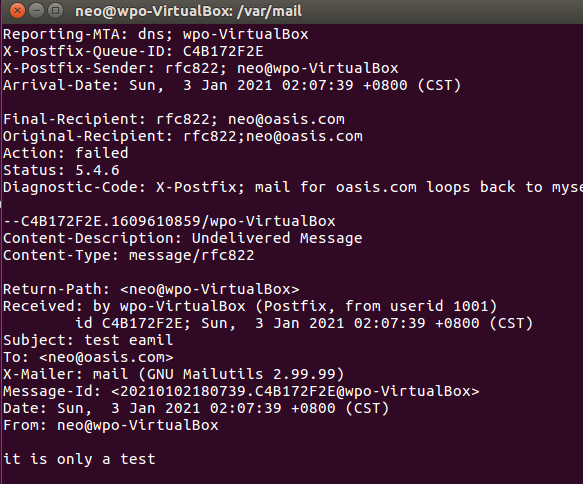 neo@wpo-VirtualBox: /var/mail
Reporting-MTA: dns; wpo-VirtualBox
X-Postfix-Queue-ID: C4B172F2E
X-Postfix-Sender: rfc822; neo@wpo-VirtualBox
Arrival-Date: Sun,  3 Jan 2021 02:07:39 +0800 (CST)
Final-Recipient: rfc822; neo@oasis.com
Original-Recipient: rfc822;neo@oasis.com
Action: failed
Status: 5.4.6
Diagnostic-Code: X-Postfix; mail for oasis.com loops back to myse
--C4B172F2E.1609610859/wpo-VirtualBox
Content-Description: Undelivered Message
Content-Type: message/rfc822
Return-Path: <neo@wpo-VirtualBox>
Received: by wpo-VirtualBox (Postfix, from userid 1001)
        id C4B172F2E; Sun,  3 Jan 2021 02:07:39 +0800 (CST)
Subject: test eamil
To: <neo@oasis.com>
X-Mailer: mail (GNU Mailutils 2.99.99)
Message-Id: <20210102180739.C4B172F2E@wpo-VirtualBox>
Date: Sun,  3 Jan 2021 02:07:39 +0800 (CST)
From: neo@wpo-VirtualBox
it is only a test